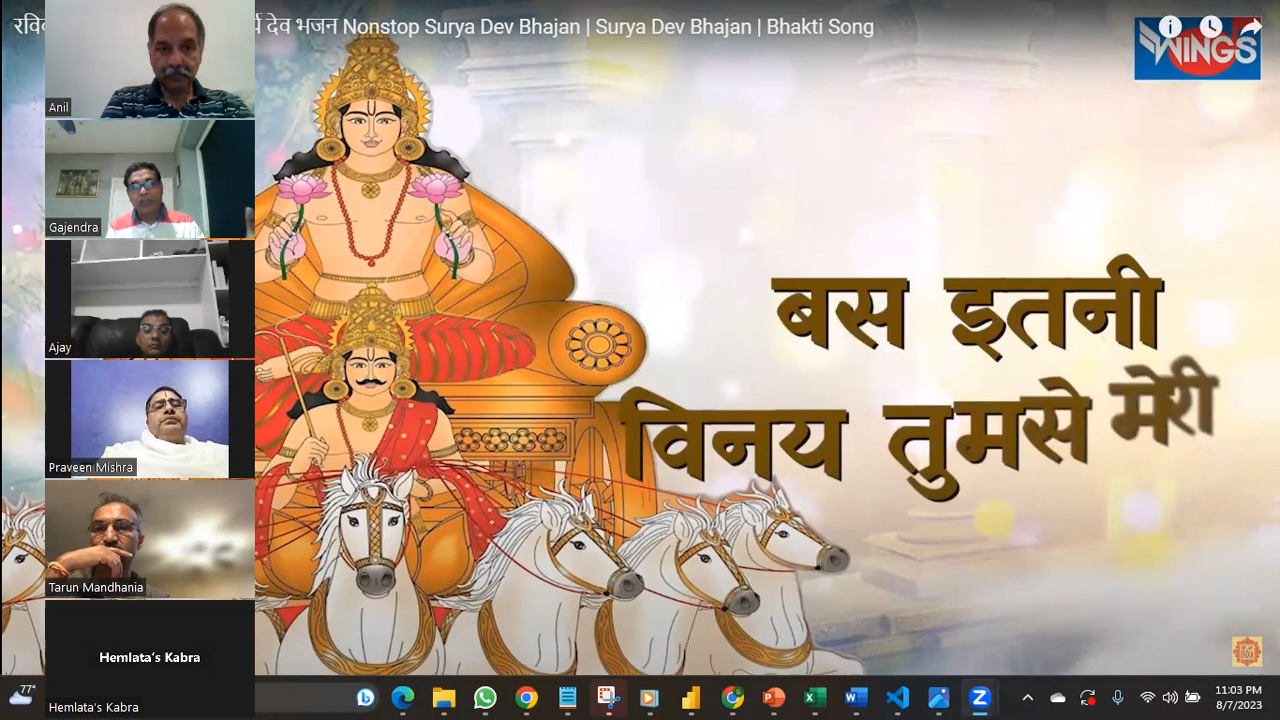 र्य देव भजन Nonstop Surya Dev Bhajan | Surya Dev Bhajan | Bhakti Song
WINGS
Anil
Gajendra
Ajay
Praveen Mishra
Tarun Mandhania
Hemlata's Kabra
Hemlata's Kabra
बस इतनी
विनय तुमसे मेरी
77°
11:03 PM
8/7/2023